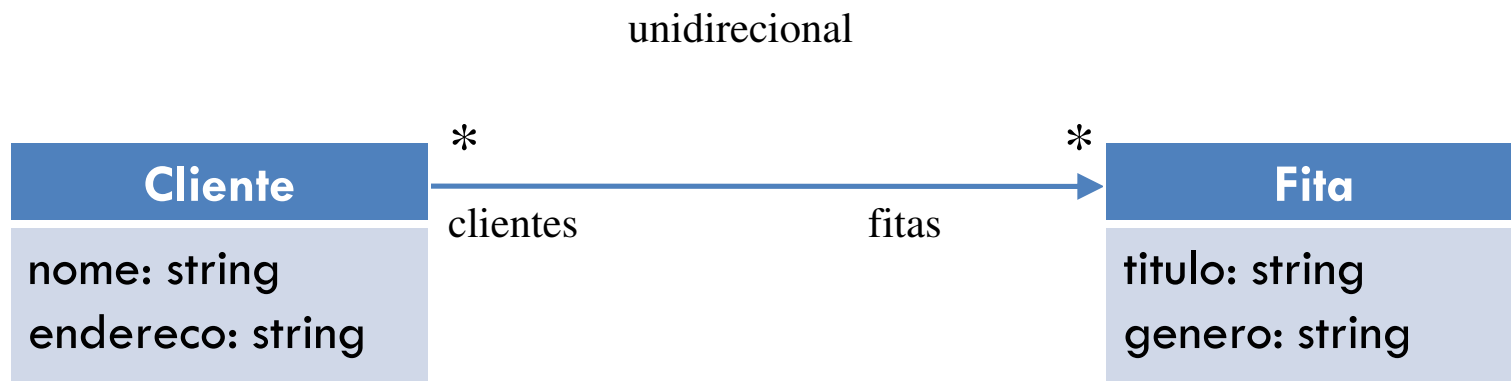 unidirecional
* *
Cliente
clientes fitas
Fita
nome: string
endereco: string
titulo: string
genero: string